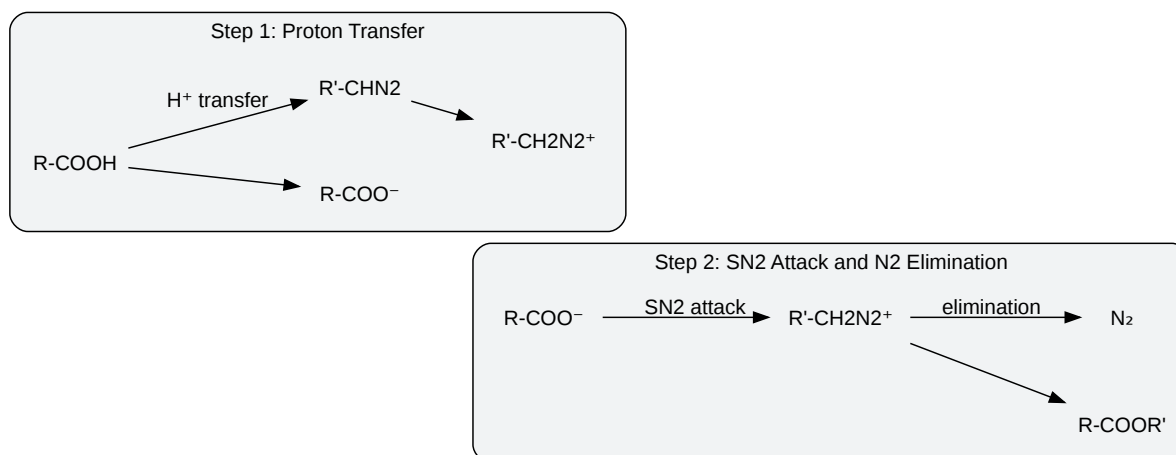 Step 1: Proton Transfer
H⁺ transfer
R'-CHN2
R'-CH2N2⁺
R-COOH
R-COO⁻
Step 2: SN2 Attack and N2 Elimination
R-COO⁻
SN2 attack
R'-CH2N2⁺
elimination
N₂
R-COOR'